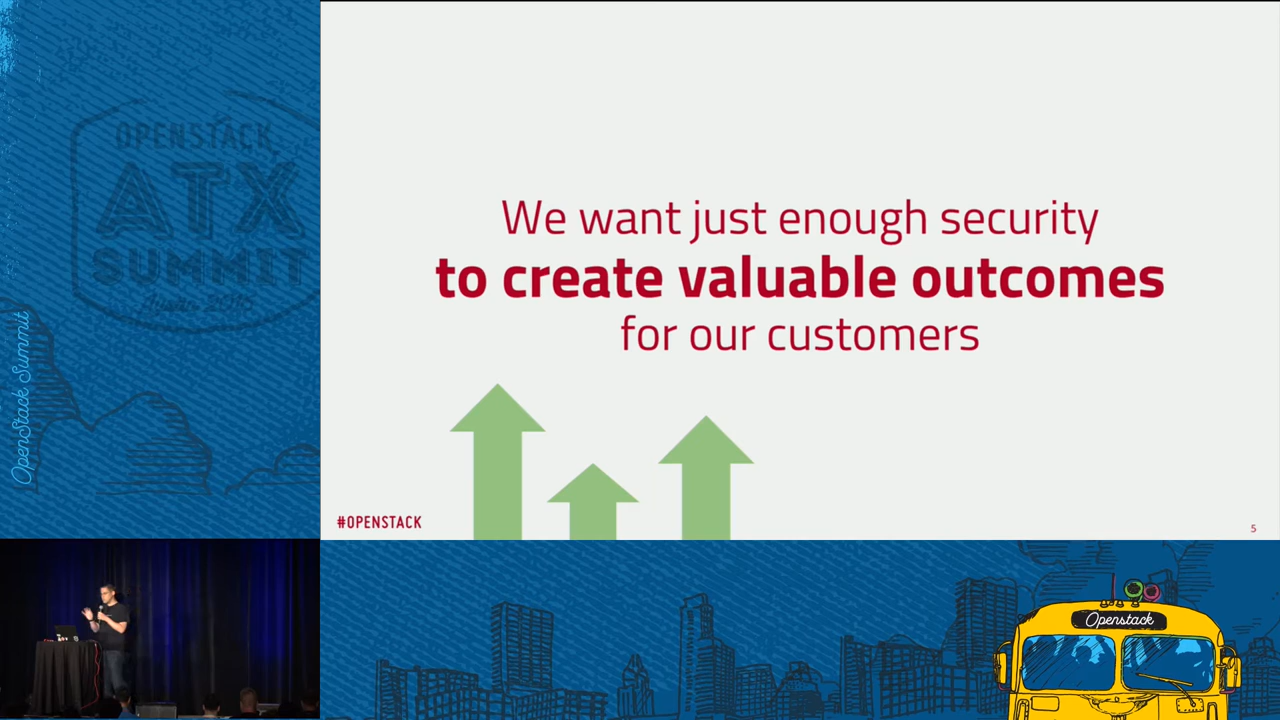 OPENSTACK
ATX
SUMMIT
OpenStack Summit
We want just enough security
to create valuable outcomes
for our customers
#OPENSTACK
5
Openstack